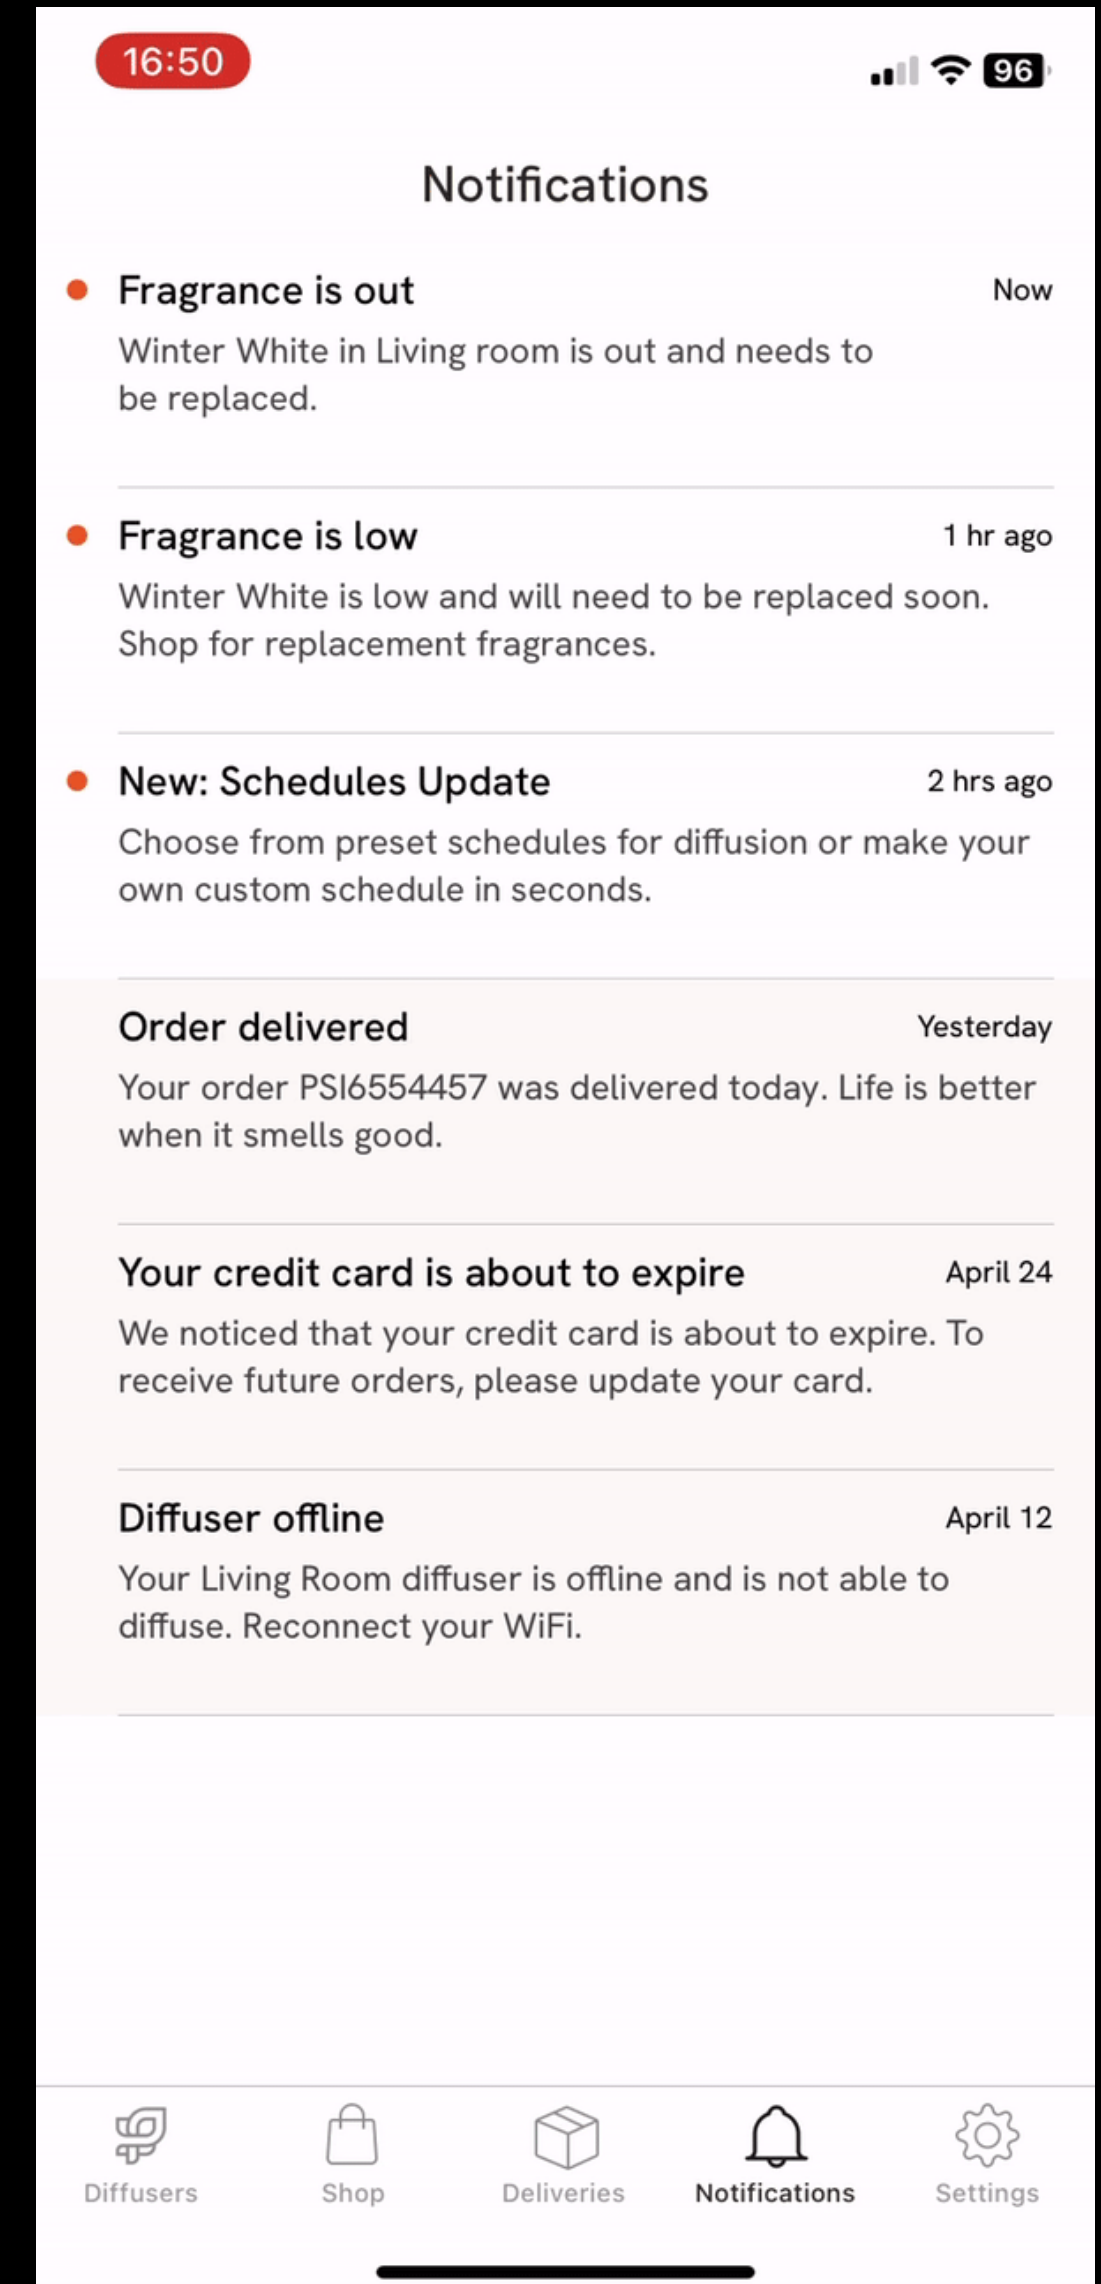 16:50
96
Notifications
Fragrance is out
Now
Winter White in Living room is out and needs to
be replaced.
Fragrance is low
1 hr ago
Winter White is low and will need to be replaced soon.
Shop for replacement fragrances.
New: Schedules Update
2 hrs ago
Choose from preset schedules for diffusion or make your
own custom schedule in seconds.
Order delivered
Yesterday
Your order PSI6554457 was delivered today. Life is better
when it smells good.
Your credit card is about to expire
April 24
We noticed that your credit card is about to expire. To
receive future orders, please update your card.
Diffuser offline
April 12
Your Living Room diffuser is offline and is not able to
diffuse. Reconnect your WiFi.
Diffusers
Shop
Deliveries
Notifications
Settings